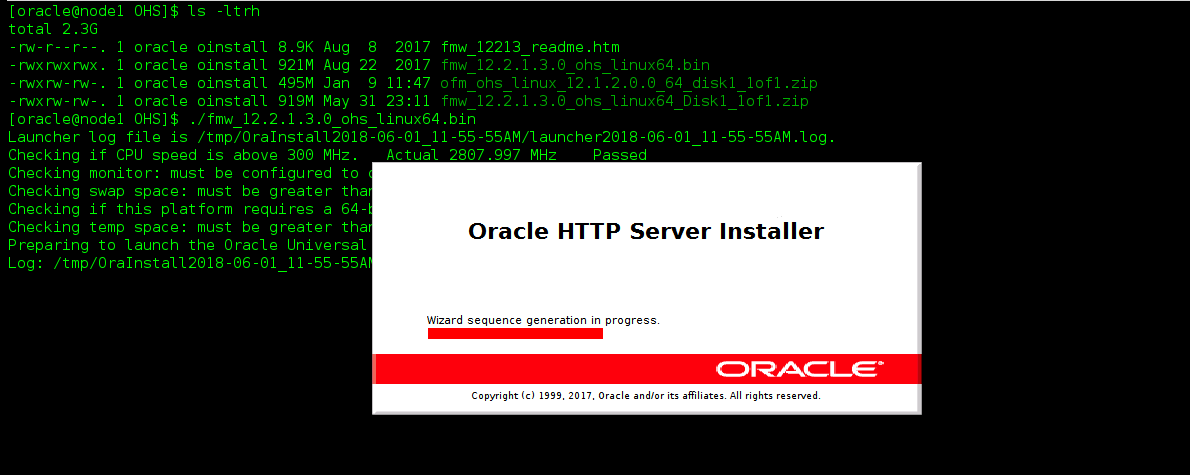 [oracle@node1 OHS]$ ls -ltrh
total 2.3G
-rw-r--r--. 1 oracle oinstall 8.9K Aug  8  2017 fmw_12213_readme.htm
-rwxrwxrwx. 1 oracle oinstall 921M Aug 22  2017 fmw_12.2.1.3.0_ohs_linux64.bin
-rwxrw-rw-. 1 oracle oinstall 495M Jan  9 11:47 ofm_ohs_linux_12.1.2.0.0_64_disk1_1of1.zip
-rwxrw-rw-. 1 oracle oinstall 919M May 31 23:11 fmw_12.2.1.3.0_ohs_linux64_Disk1_1of1.zip
[oracle@node1 OHS]$ ./fmw_12.2.1.3.0_ohs_linux64.bin
Launcher log file is /tmp/OraInstall2018-06-01_11-55-55AM/launcher2018-06-01_11-55-55AM.log.
Checking if CPU speed is above 300 MHz.   Actual 2807.997 MHz    Passed
Checking monitor: must be configured to
Checking swap space: must be greater than
Checking if this platform requires a 64-b
Checking temp space: must be greater than
Preparing to launch the Oracle Universal
Log: /tmp/OraInstall2018-06-01_11-55-55AM
Oracle HTTP Server Installer
Wizard sequence generation in progress.
ORACLE®
Copyright (c) 1999, 2017, Oracle and/or its affiliates. All rights reserved.